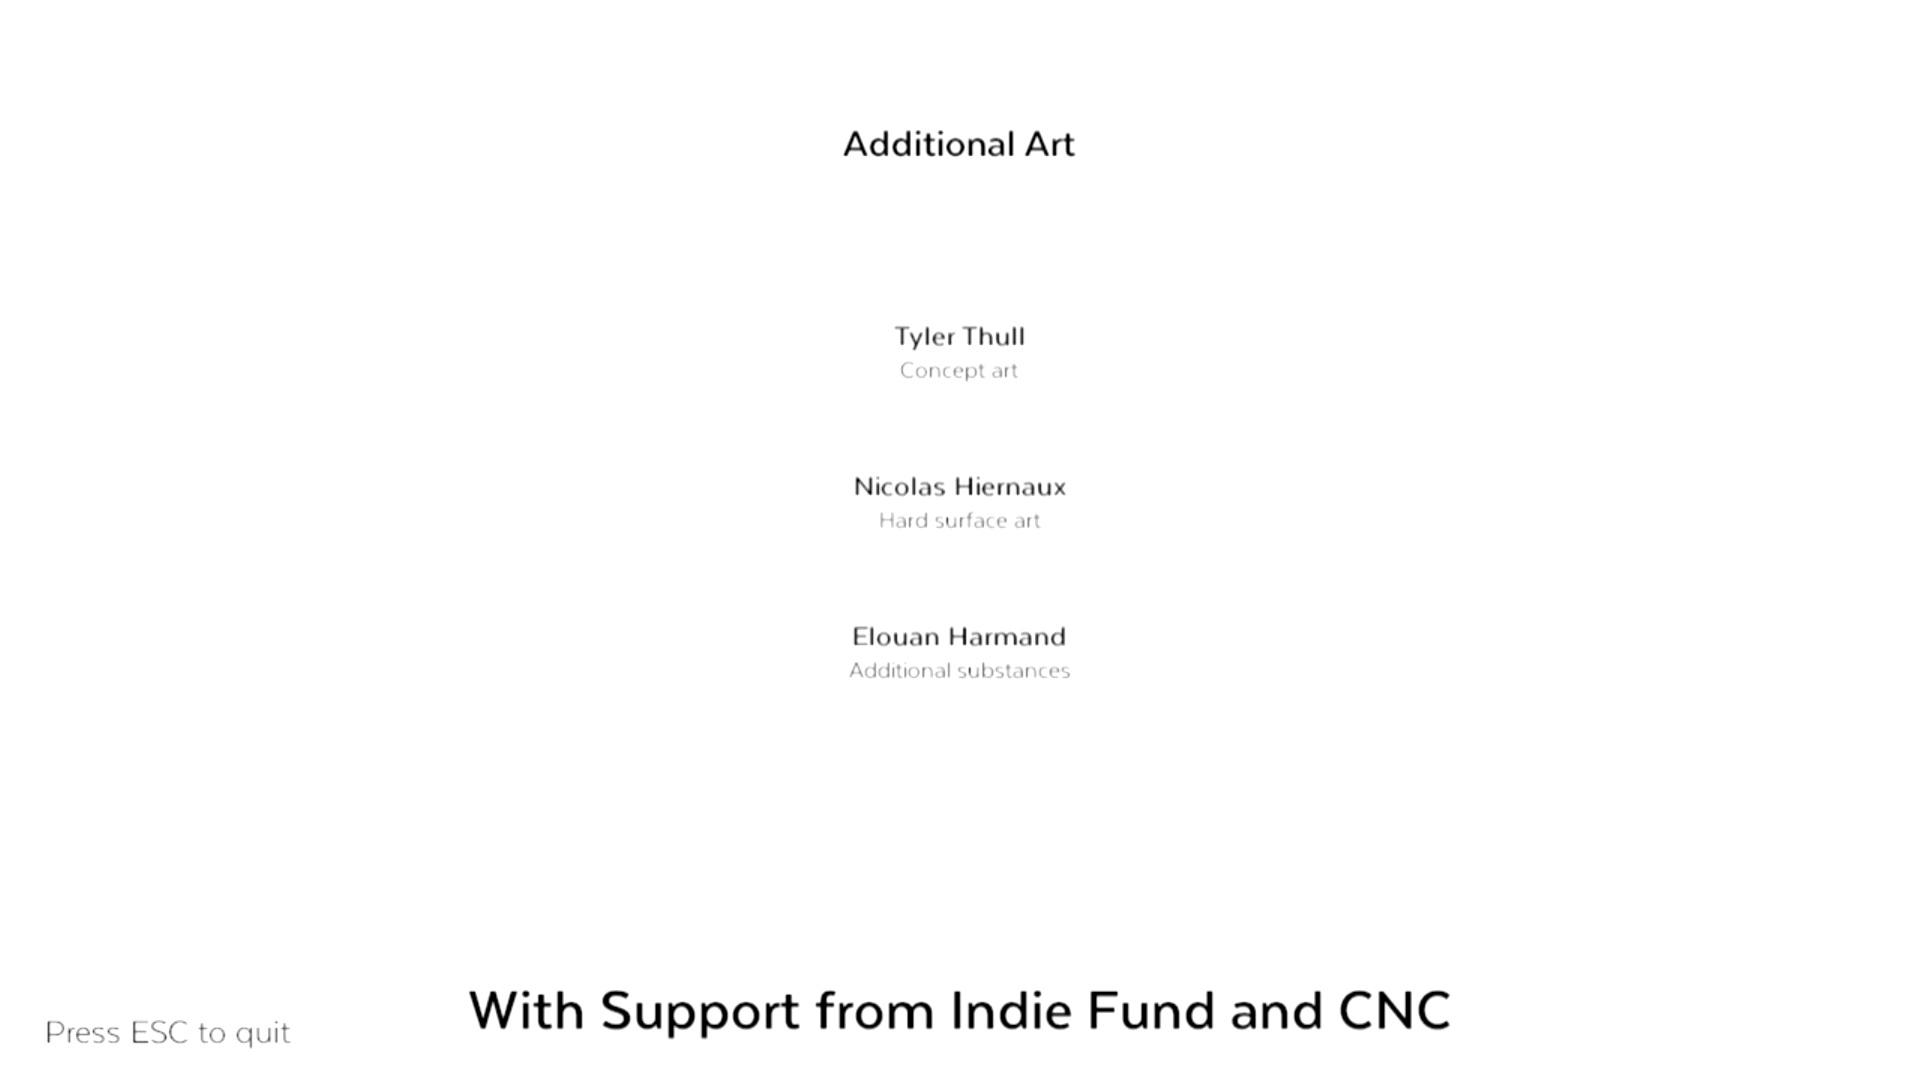 Additional Art
Tyler Thull
Concept art
Nicolas Hiernaux
Hard surface art
Elouan Harmand
Additional substances
With Support from Indie Fund and CNC
Press ESC to quit